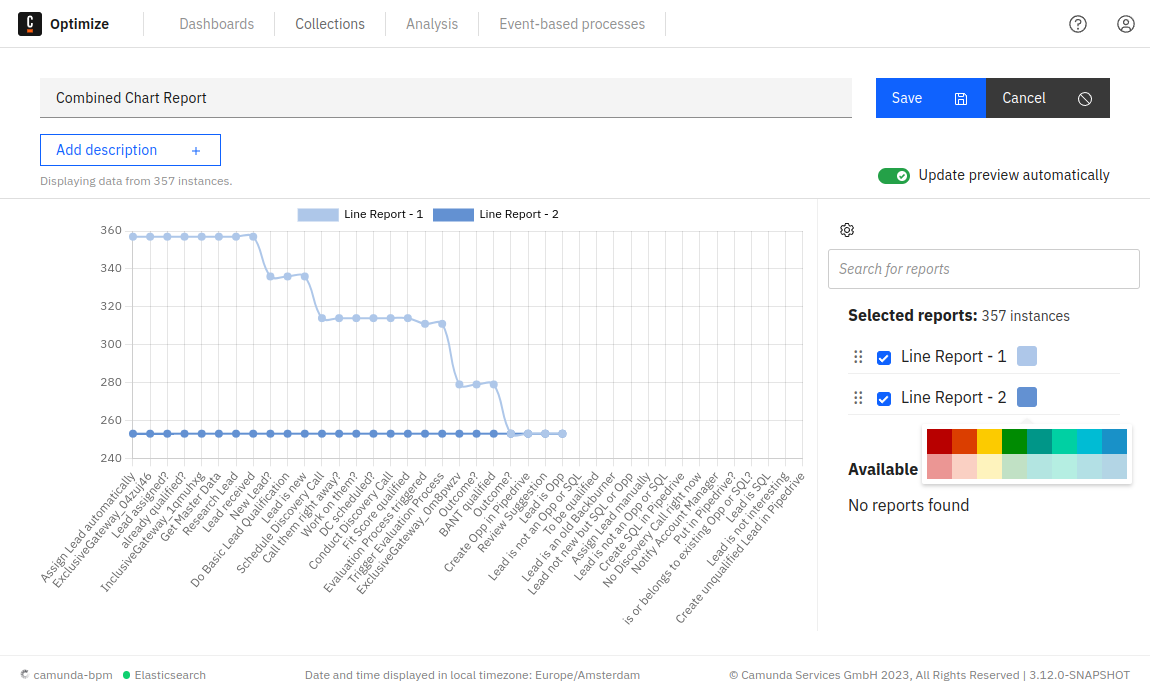 C Optimize Dashboards Collections Analysis Event-based processes
Combined Chart Report Save Cancel
Add description +
Displaying data from 357 instances.
Update preview automatically
Line Report - 1 Line Report - 2
360
340
320
300
280
260
240
Assign Lead automatically
ExclusiveGateway_04zui46
Lead assigned?
already qualified?
InclusiveGateway_1qmuhxg
Get Master Data
Research Lead
Lead received
New Lead?
Do Basic Lead Qualification
Lead is new
Schedule Discovery Call
Call them right away?
Work on them?
DC scheduled?
Conduct Discovery Call
Fit Score qualified
Evaluation Process triggered
Trigger Evaluation Process
ExclusiveGateway_0m8pwzv
Outcome?
BANT qualified
Outcome?
Create Opp in Pipedrive
Review Suggestion
Lead is Opp
Lead is not an Opp or SQL
To be qualified
Lead is an old Backburner
Lead not new but SQL or Opp
Assign Lead manually
Lead is not an Opp or SQL
Create SQL in Pipedrive
No Discovery Call right now
Notify Account Manager
Put in Pipedrive?
is or belongs to existing Opp or SQL?
Lead is SQL
Lead is not interesting
Create unqualified Lead in Pipedrive
Search for reports
Selected reports: 357 instances
Line Report - 1
Line Report - 2
Available
No reports found
camunda-bpm Elasticsearch Date and time displayed in local timezone: Europe/Amsterdam © Camunda Services GmbH 2023, All Rights Reserved | 3.12.0-SNAPSHOT